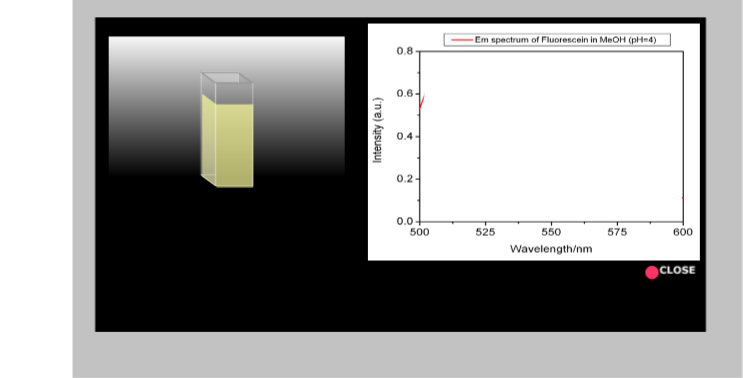 Em spectrum of Fluorescein in MeOH (pH=4)
0.8
0.6
0.4
0.2
0.0
Intensity (a.u.)
500 525 550 575 600
Wavelength/nm
CLOSE